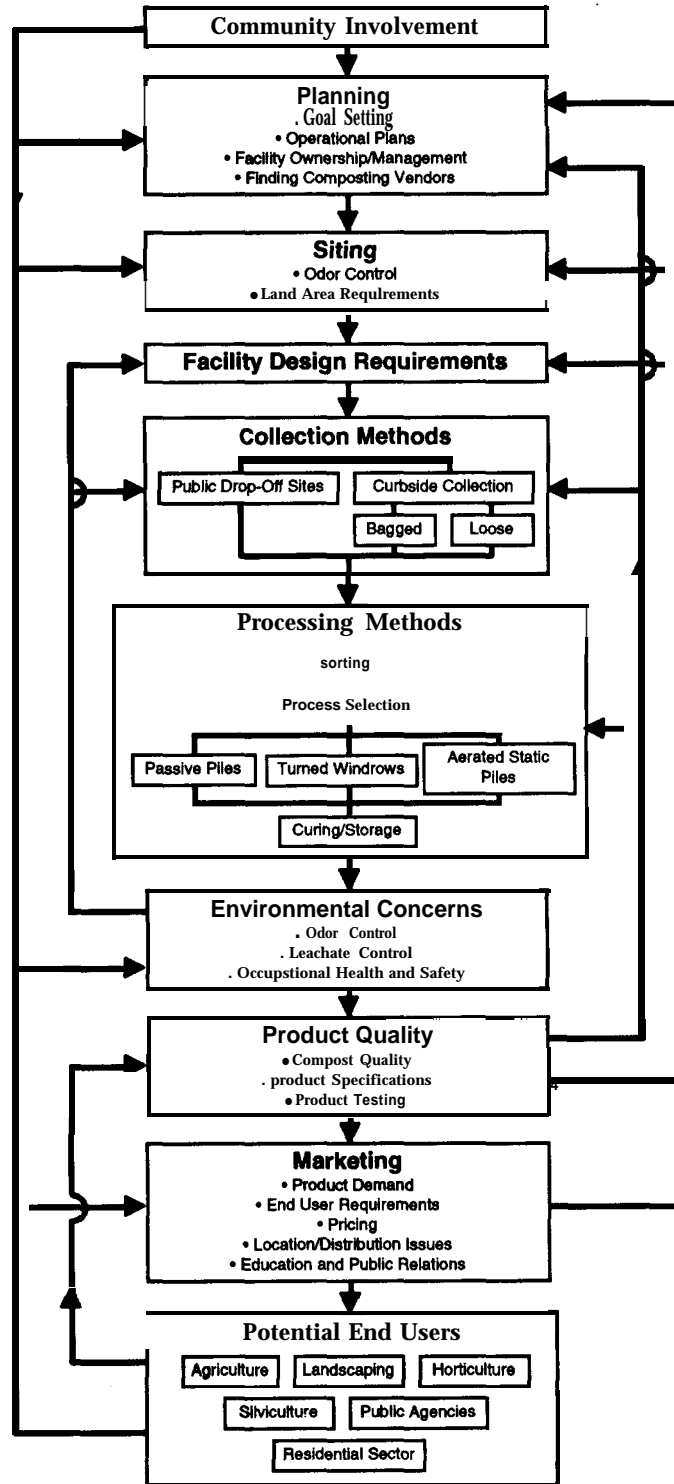 Community Involvement
Planning
. Goal Setting
• Operational Plans
• Facility Ownership/Management
• Finding Composting Vendors
Siting
• Odor Control
● Land Area Requlrements
Facility Design Requirements
Collection Methods
Public Drop-Off Sites
Curbside Collection
Bagged
Loose
Processing Methods
sorting
Process Selection
Passive Piles
Turned Windrows
Aerated Static
Piles
Curing/Storage
Environmental Concerns
. Odor Control
. Leachate Control
. Occupstional Health and Safety
Product Quality
● Compost Quality
. product Specifications
● Product Testing
4
Marketing
• Product Demand
• End User Requirements
• Pricing
• Location/Distribution Issues
• Education and Public Relations
Potential End Users
Agriculture
Landscaping
Horticulture
Silviculture
Public Agencies
Residential Sector